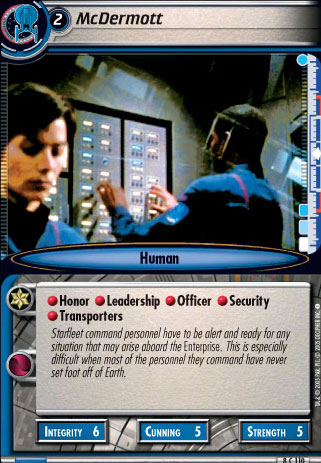 2 McDermott
Human
Honor Leadership Officer Security
Transporters
Starfleet command personnel have to be alert and ready for any
situation that may arise aboard the Enterprise. This is especially
difficult when most of the personnel they command have never
set foot off of Earth.
INTEGRITY 6 CUNNING 5 STRENGTH 5
8 C 110